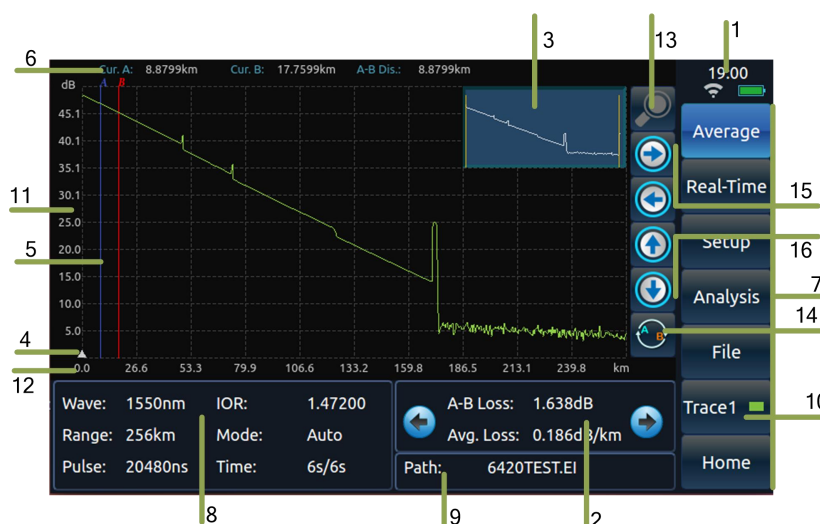 3 13 1
6 Cur. A: 8.8799km Cur. B: 17.7599km A-B Dis.: 8.8799km 19:00
dB A B
45.1 Average
40.1
35.1 Real-Time
30.1 15
11 25.0 Setup
20.0 16
5 15.0 Analysis 7
10.0 14
5.0 File
4
12 0.0 26.6 53.3 79.9 106.6 133.2 159.8 186.5 213.1 239.8 km
A B
Wave: 1550nm IOR: 1.47200 A-B Loss: 1.638dB Trace1 10
Range: 256km Mode: Auto Avg. Loss: 0.186dB/km
Pulse: 20480ns Time: 6s/6s Path: 6420TEST.EI Home
8 9 2